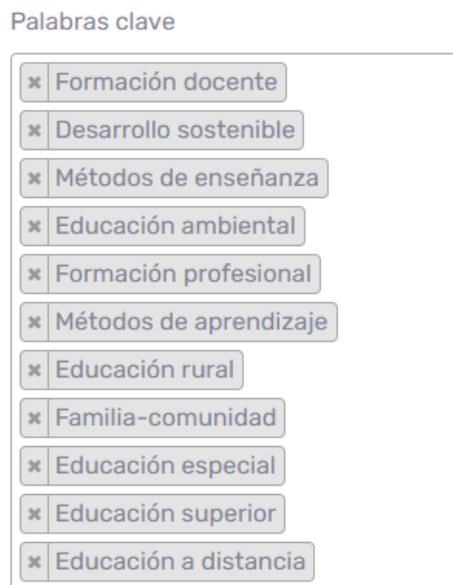 Palabras clave
× Formación docente
× Desarrollo sostenible
× Métodos de enseñanza
× Educación ambiental
× Formación profesional
× Métodos de aprendizaje
× Educación rural
× Familia-comunidad
× Educación especial
× Educación superior
× Educación a distancia